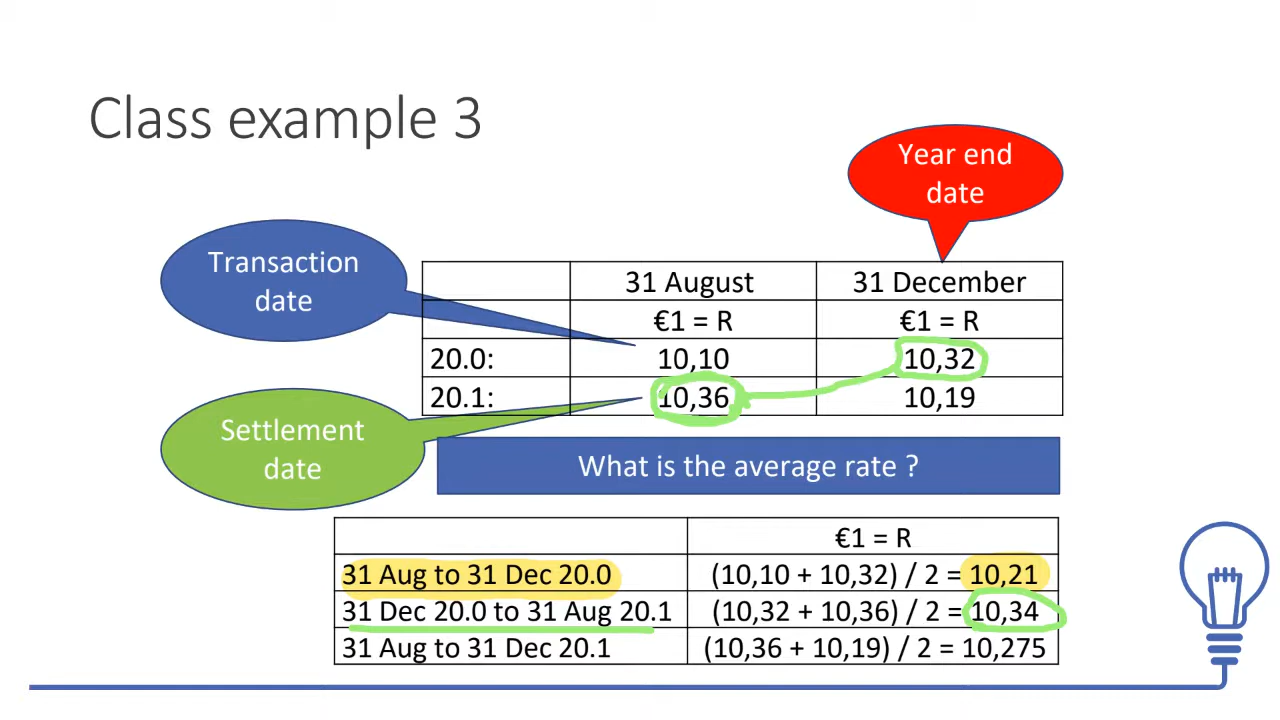 Class example 3
Year end
date
Transaction
date
31 August 31 December
€1 = R €1 = R
20.0: 10,10 10,32
20.1: 10,36 10,19
Settlement
date
What is the average rate ?
€1 = R
31 Aug to 31 Dec 20.0 (10,10 + 10,32) / 2 = 10,21
31 Dec 20.0 to 31 Aug 20.1 (10,32 + 10,36) / 2 = 10,34
31 Aug to 31 Dec 20.1 (10,36 + 10,19) / 2 = 10,275